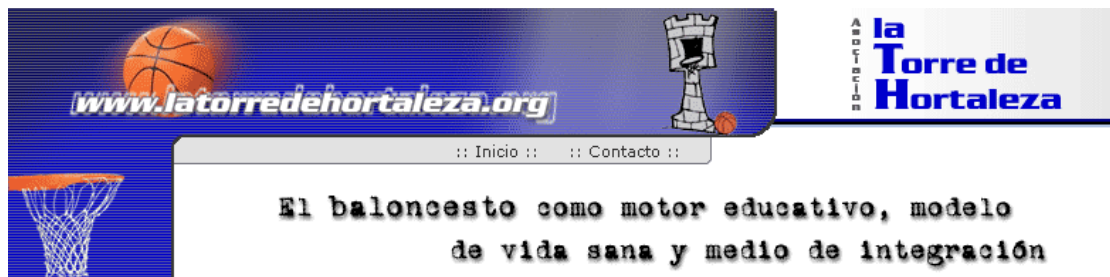 www.latorredehortaleza.org
Asociación
la
Torre de
Hortaleza
:: Inicio :: :: Contacto ::
El baloncesto como motor educativo, modelo
de vida sana y medio de integración